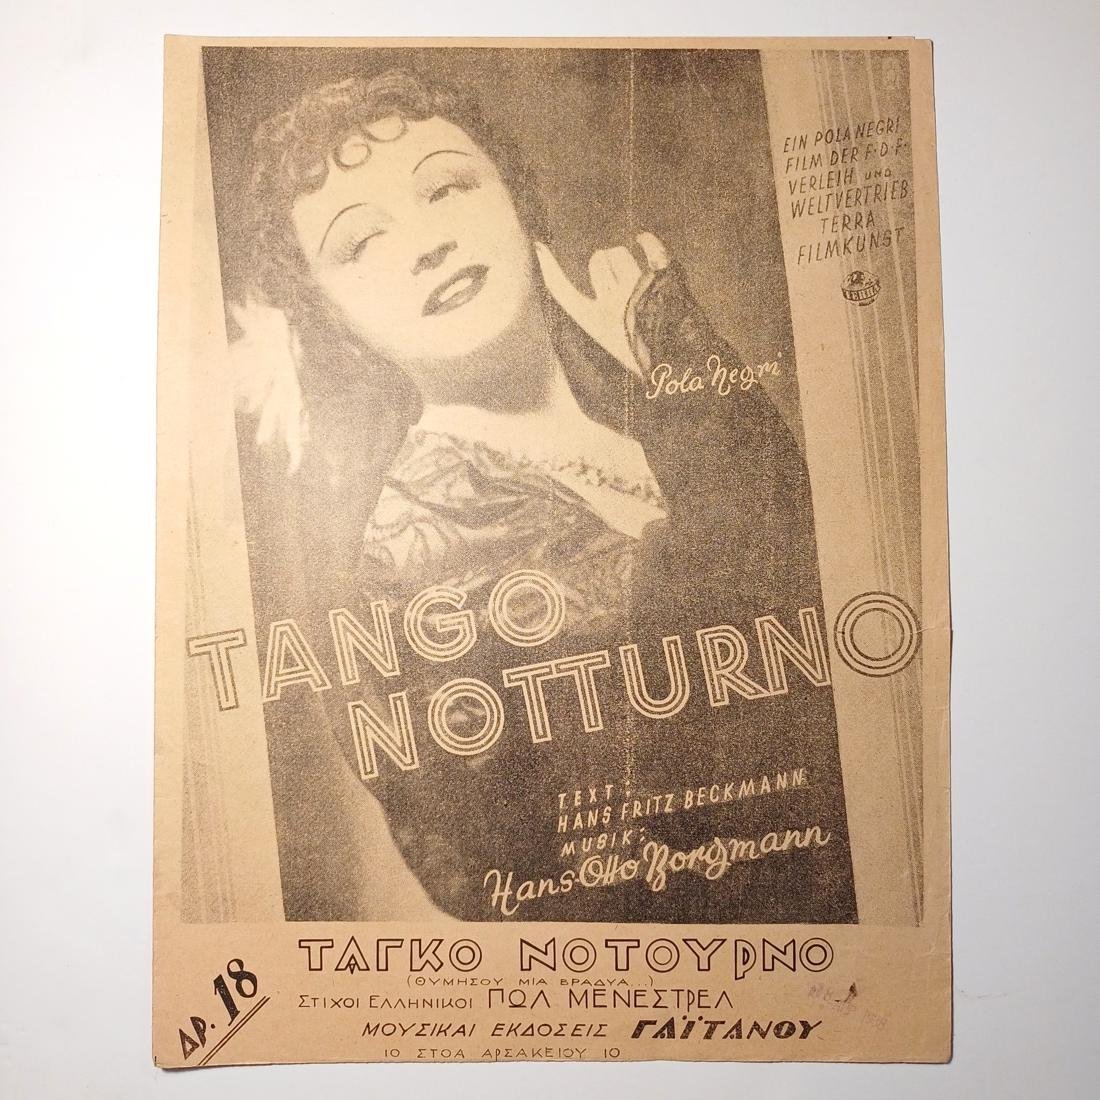 EIN POLA NEGRI
FILM DER F·D·F·
VERLEIH UND
WELTVERTRIEB
TERRA
FILMKUNST
TERRA
Pola Negri
TANGO
NOTTURNO
TEXT:
HANS FRITZ BECKMANN
MUSIK:
Hans-Otto Borgmann
ΤΑΓΚΟ ΝΟΤΟΥΡΝΟ
(ΘΥΜΗΣΟΥ ΜΙΑ ΒΡΑΔΥΑ...)
ΣΤΙΧΟΙ ΕΛΛΗΝΙΚΟΙ ΠΩΛ ΜΕΝΕΣΤΡΕΛ
ΜΟΥΣΙΚΑΙ ΕΚΔΟΣΕΙΣ ΓΑΪΤΑΝΟΥ
10 ΣΤΟΑ ΑΡΣΑΚΕΙΟΥ 10
ΔΡ. 18